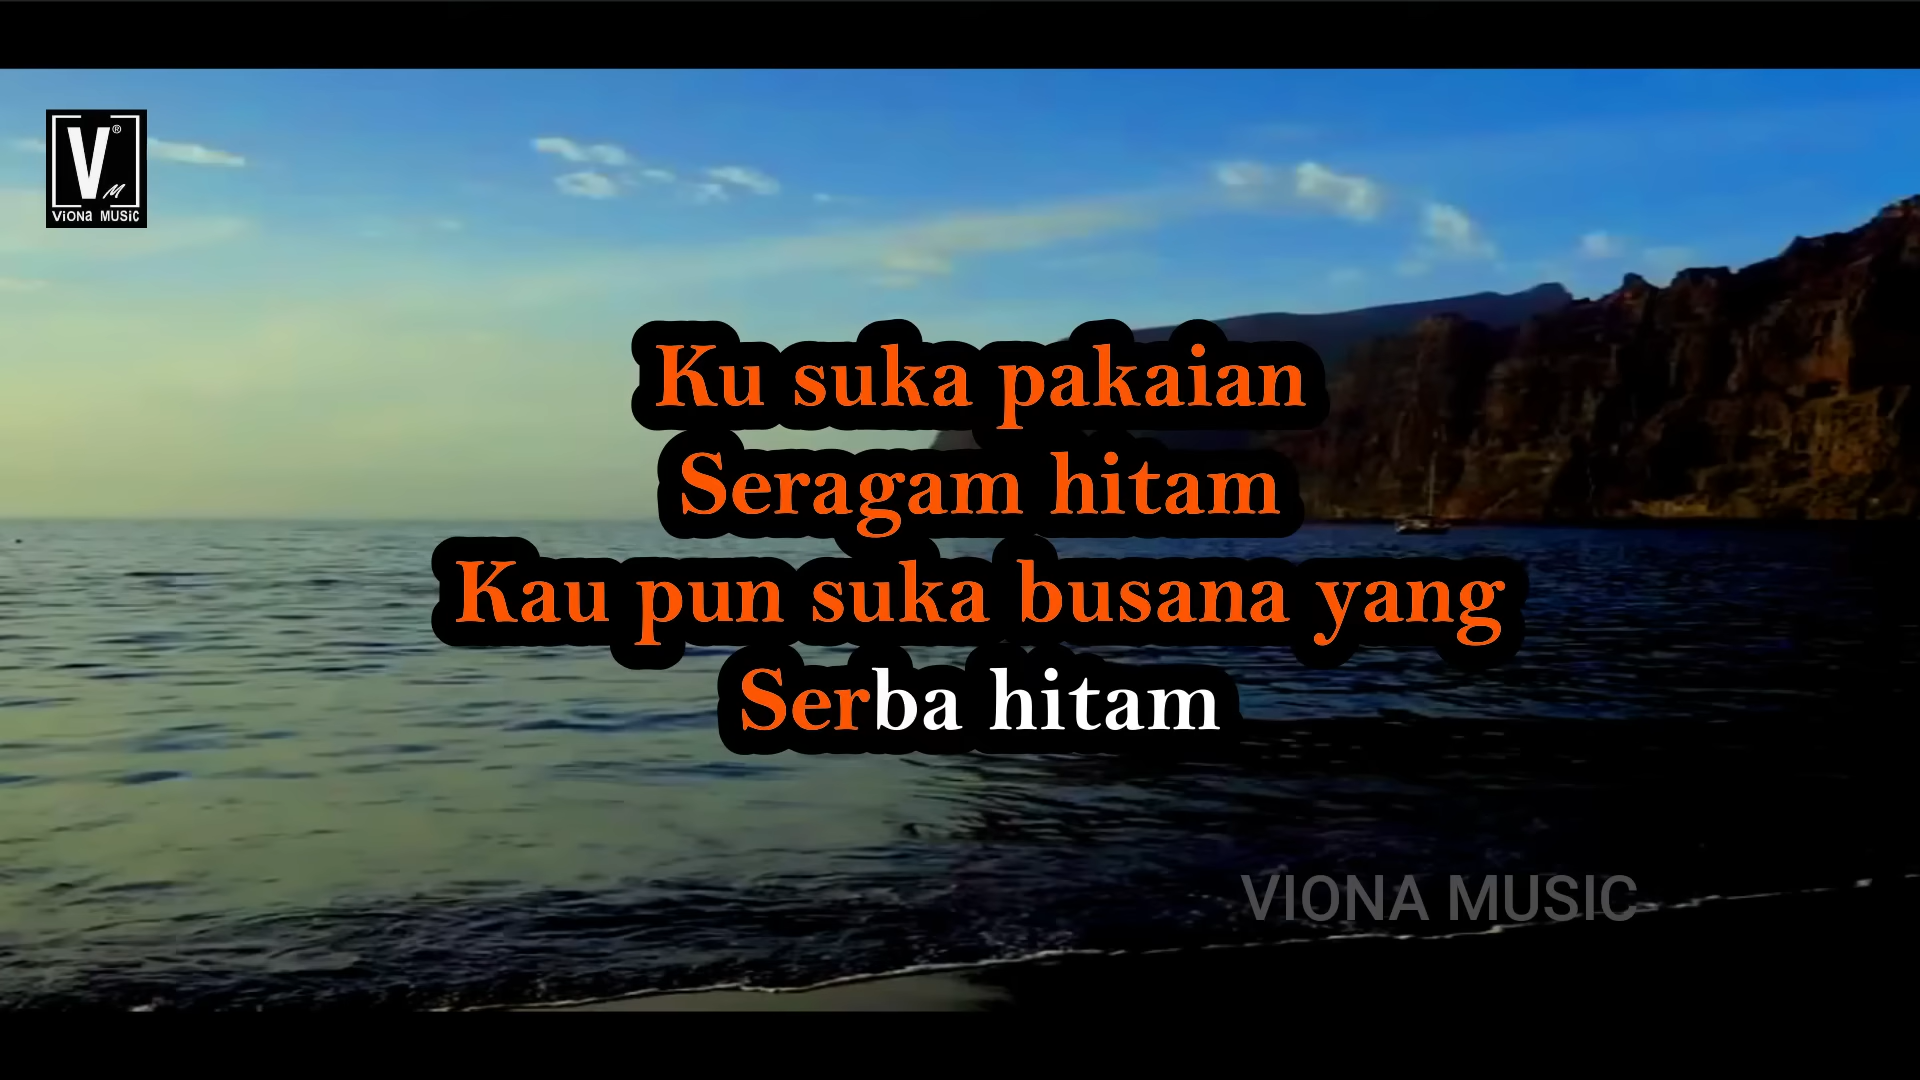 V®
M
ViONa MUSiC
Ku suka pakaian
Seragam hitam
Kau pun suka busana yang
Serba hitam
VIONA MUSIC